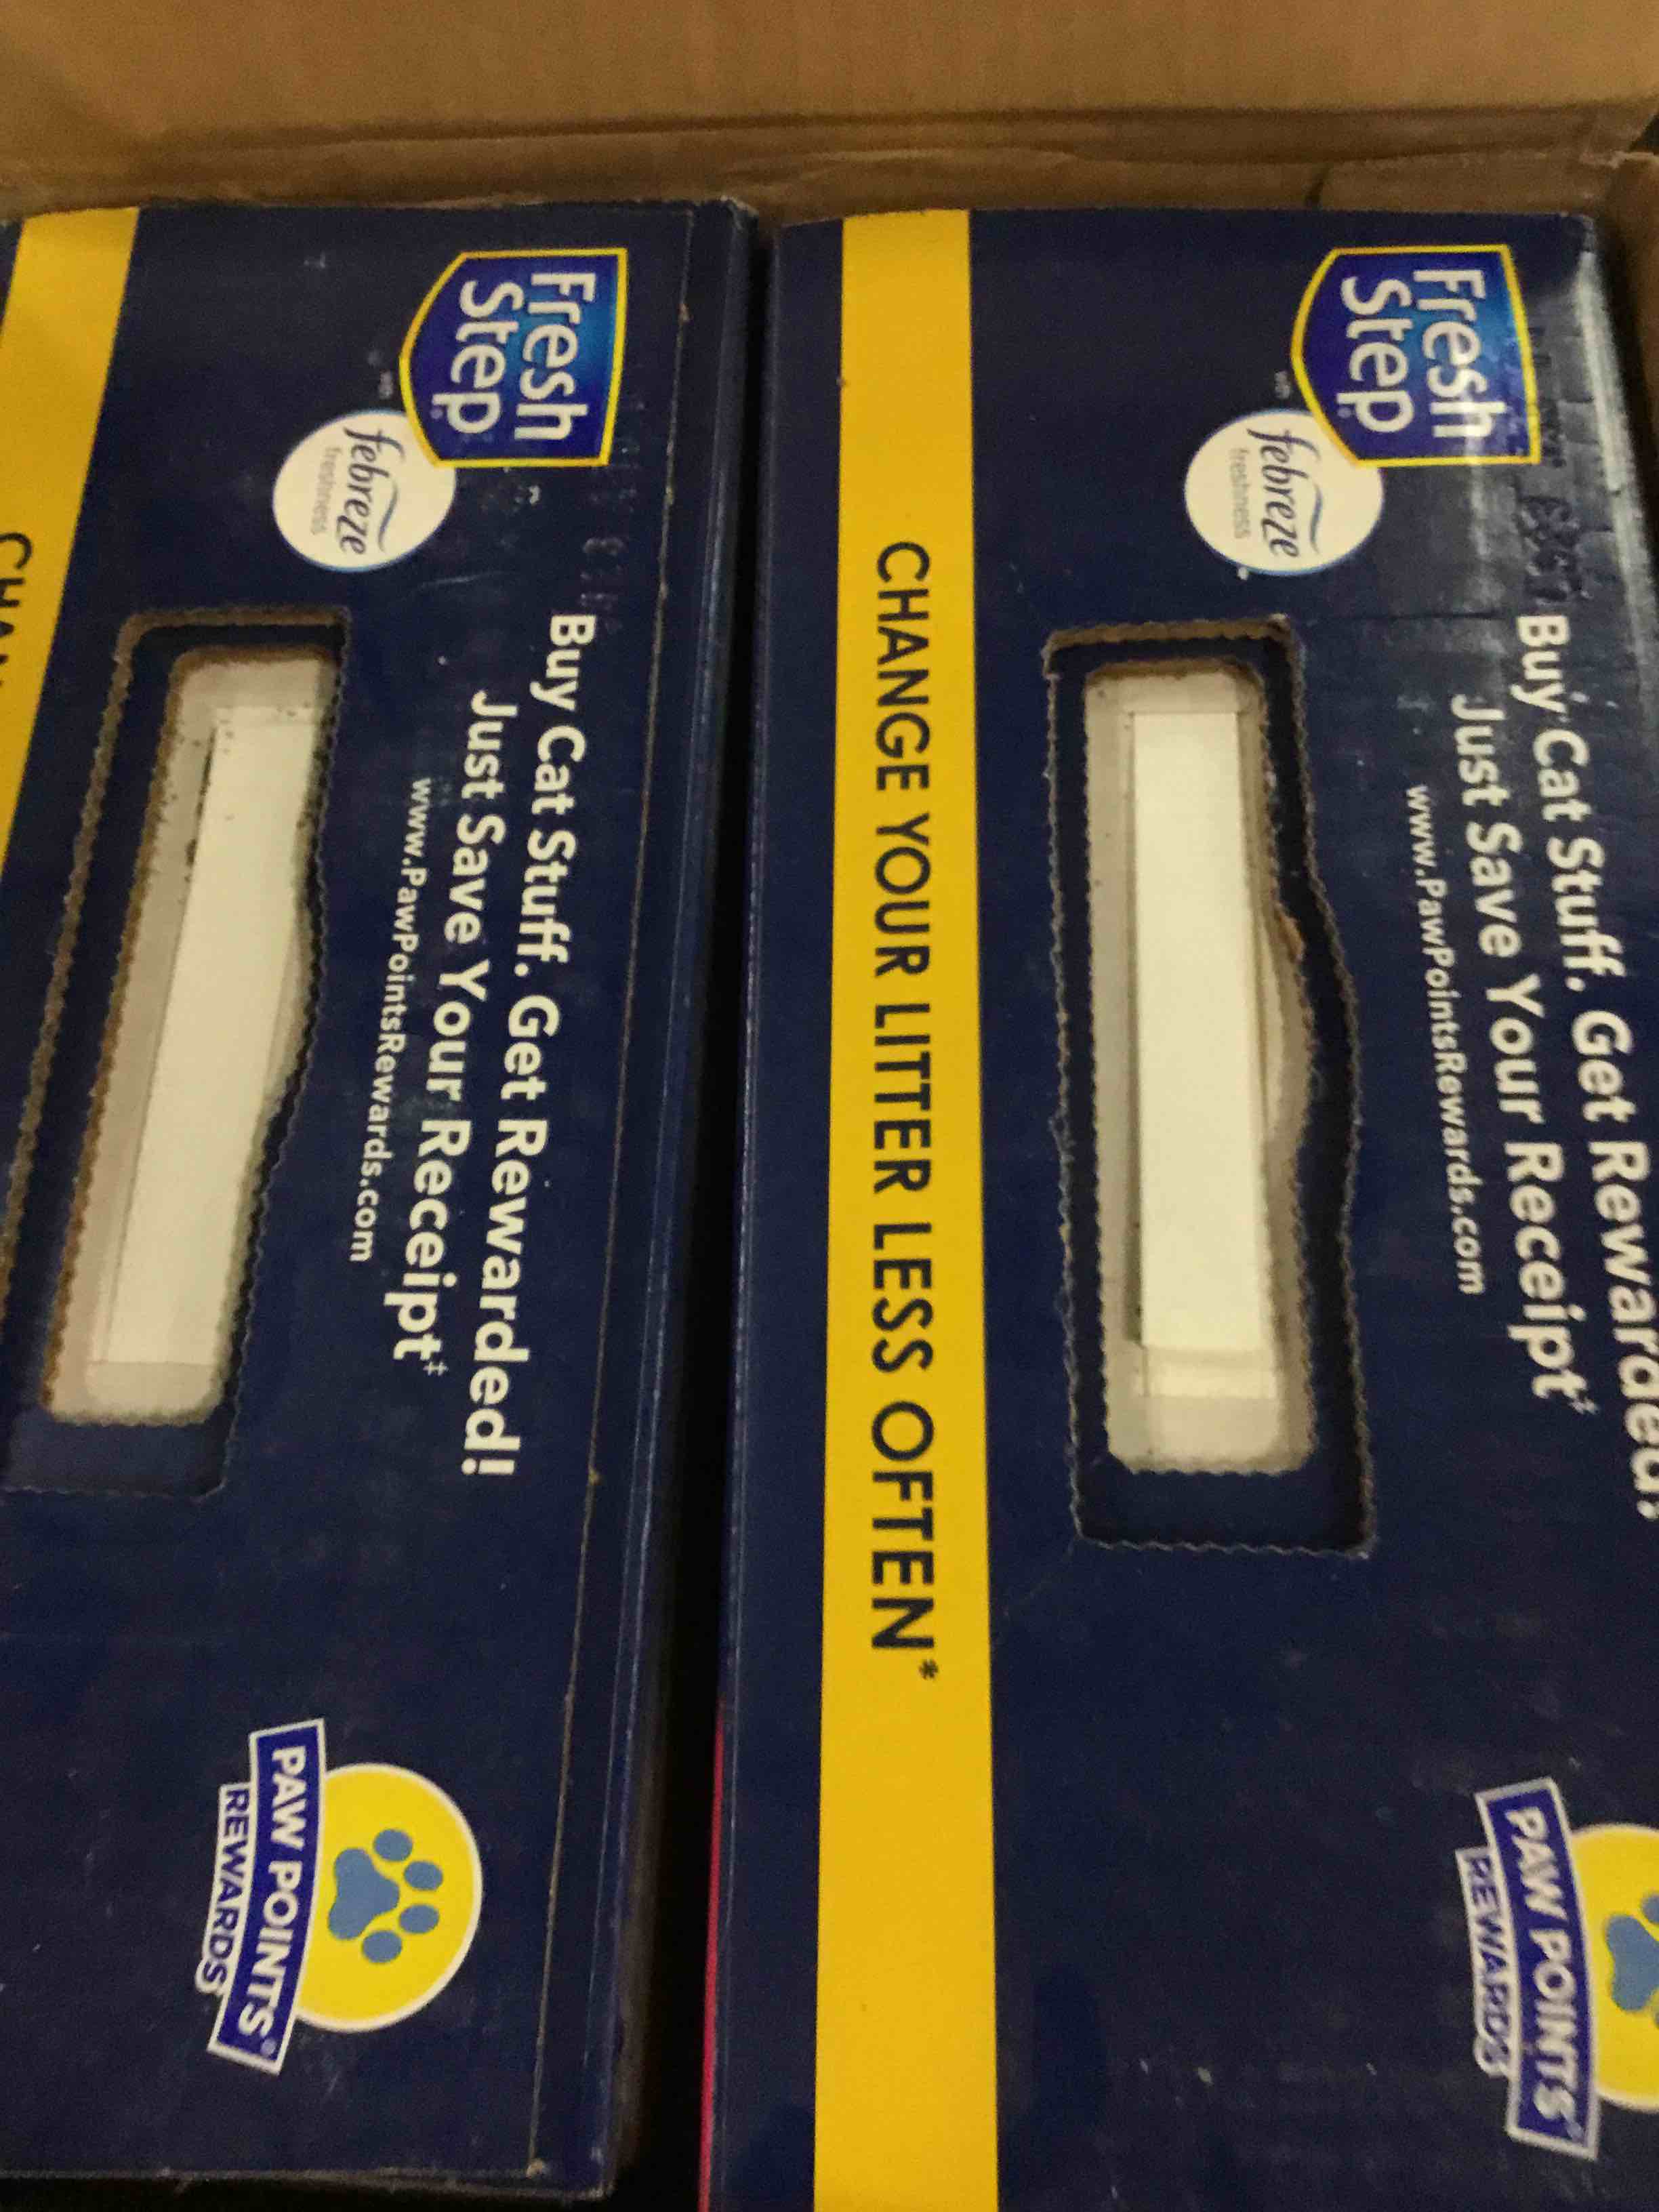 Fresh
Step®
with
febreze
freshness
Buy Cat Stuff. Get Rewarded!
Just Save Your Receipt‡
www.PawPointsRewards.com
PAW POINTS®
REWARDS
Fresh
Step®
with
febreze
freshness
Buy Cat Stuff. Get Rewarded!
Just Save Your Receipt‡
www.PawPointsRewards.com
CHANGE YOUR LITTER LESS OFTEN*
PAW POINTS®
REWARDS